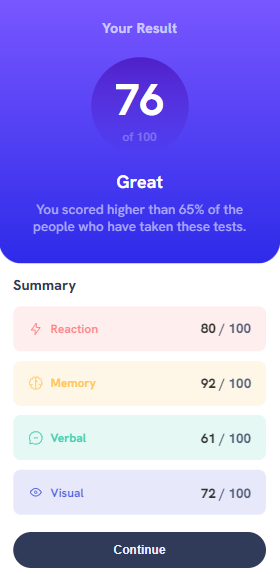 Your Result
76
of 100
Great
You scored higher than 65% of the
people who have taken these tests.
Summary
Reaction 80 / 100
Memory 92 / 100
Verbal 61 / 100
Visual 72 / 100
Continue